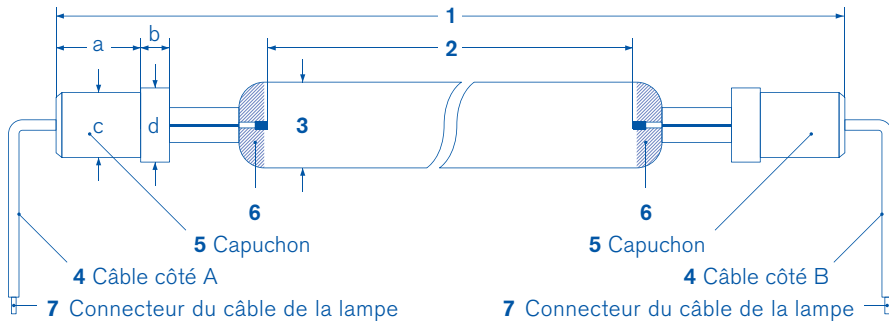 1
a b
2
c d 3
6 6
5 Capuchon 5 Capuchon
4 Câble côté A 4 Câble côté B
7 Connecteur du câble de la lampe 7 Connecteur du câble de la lampe